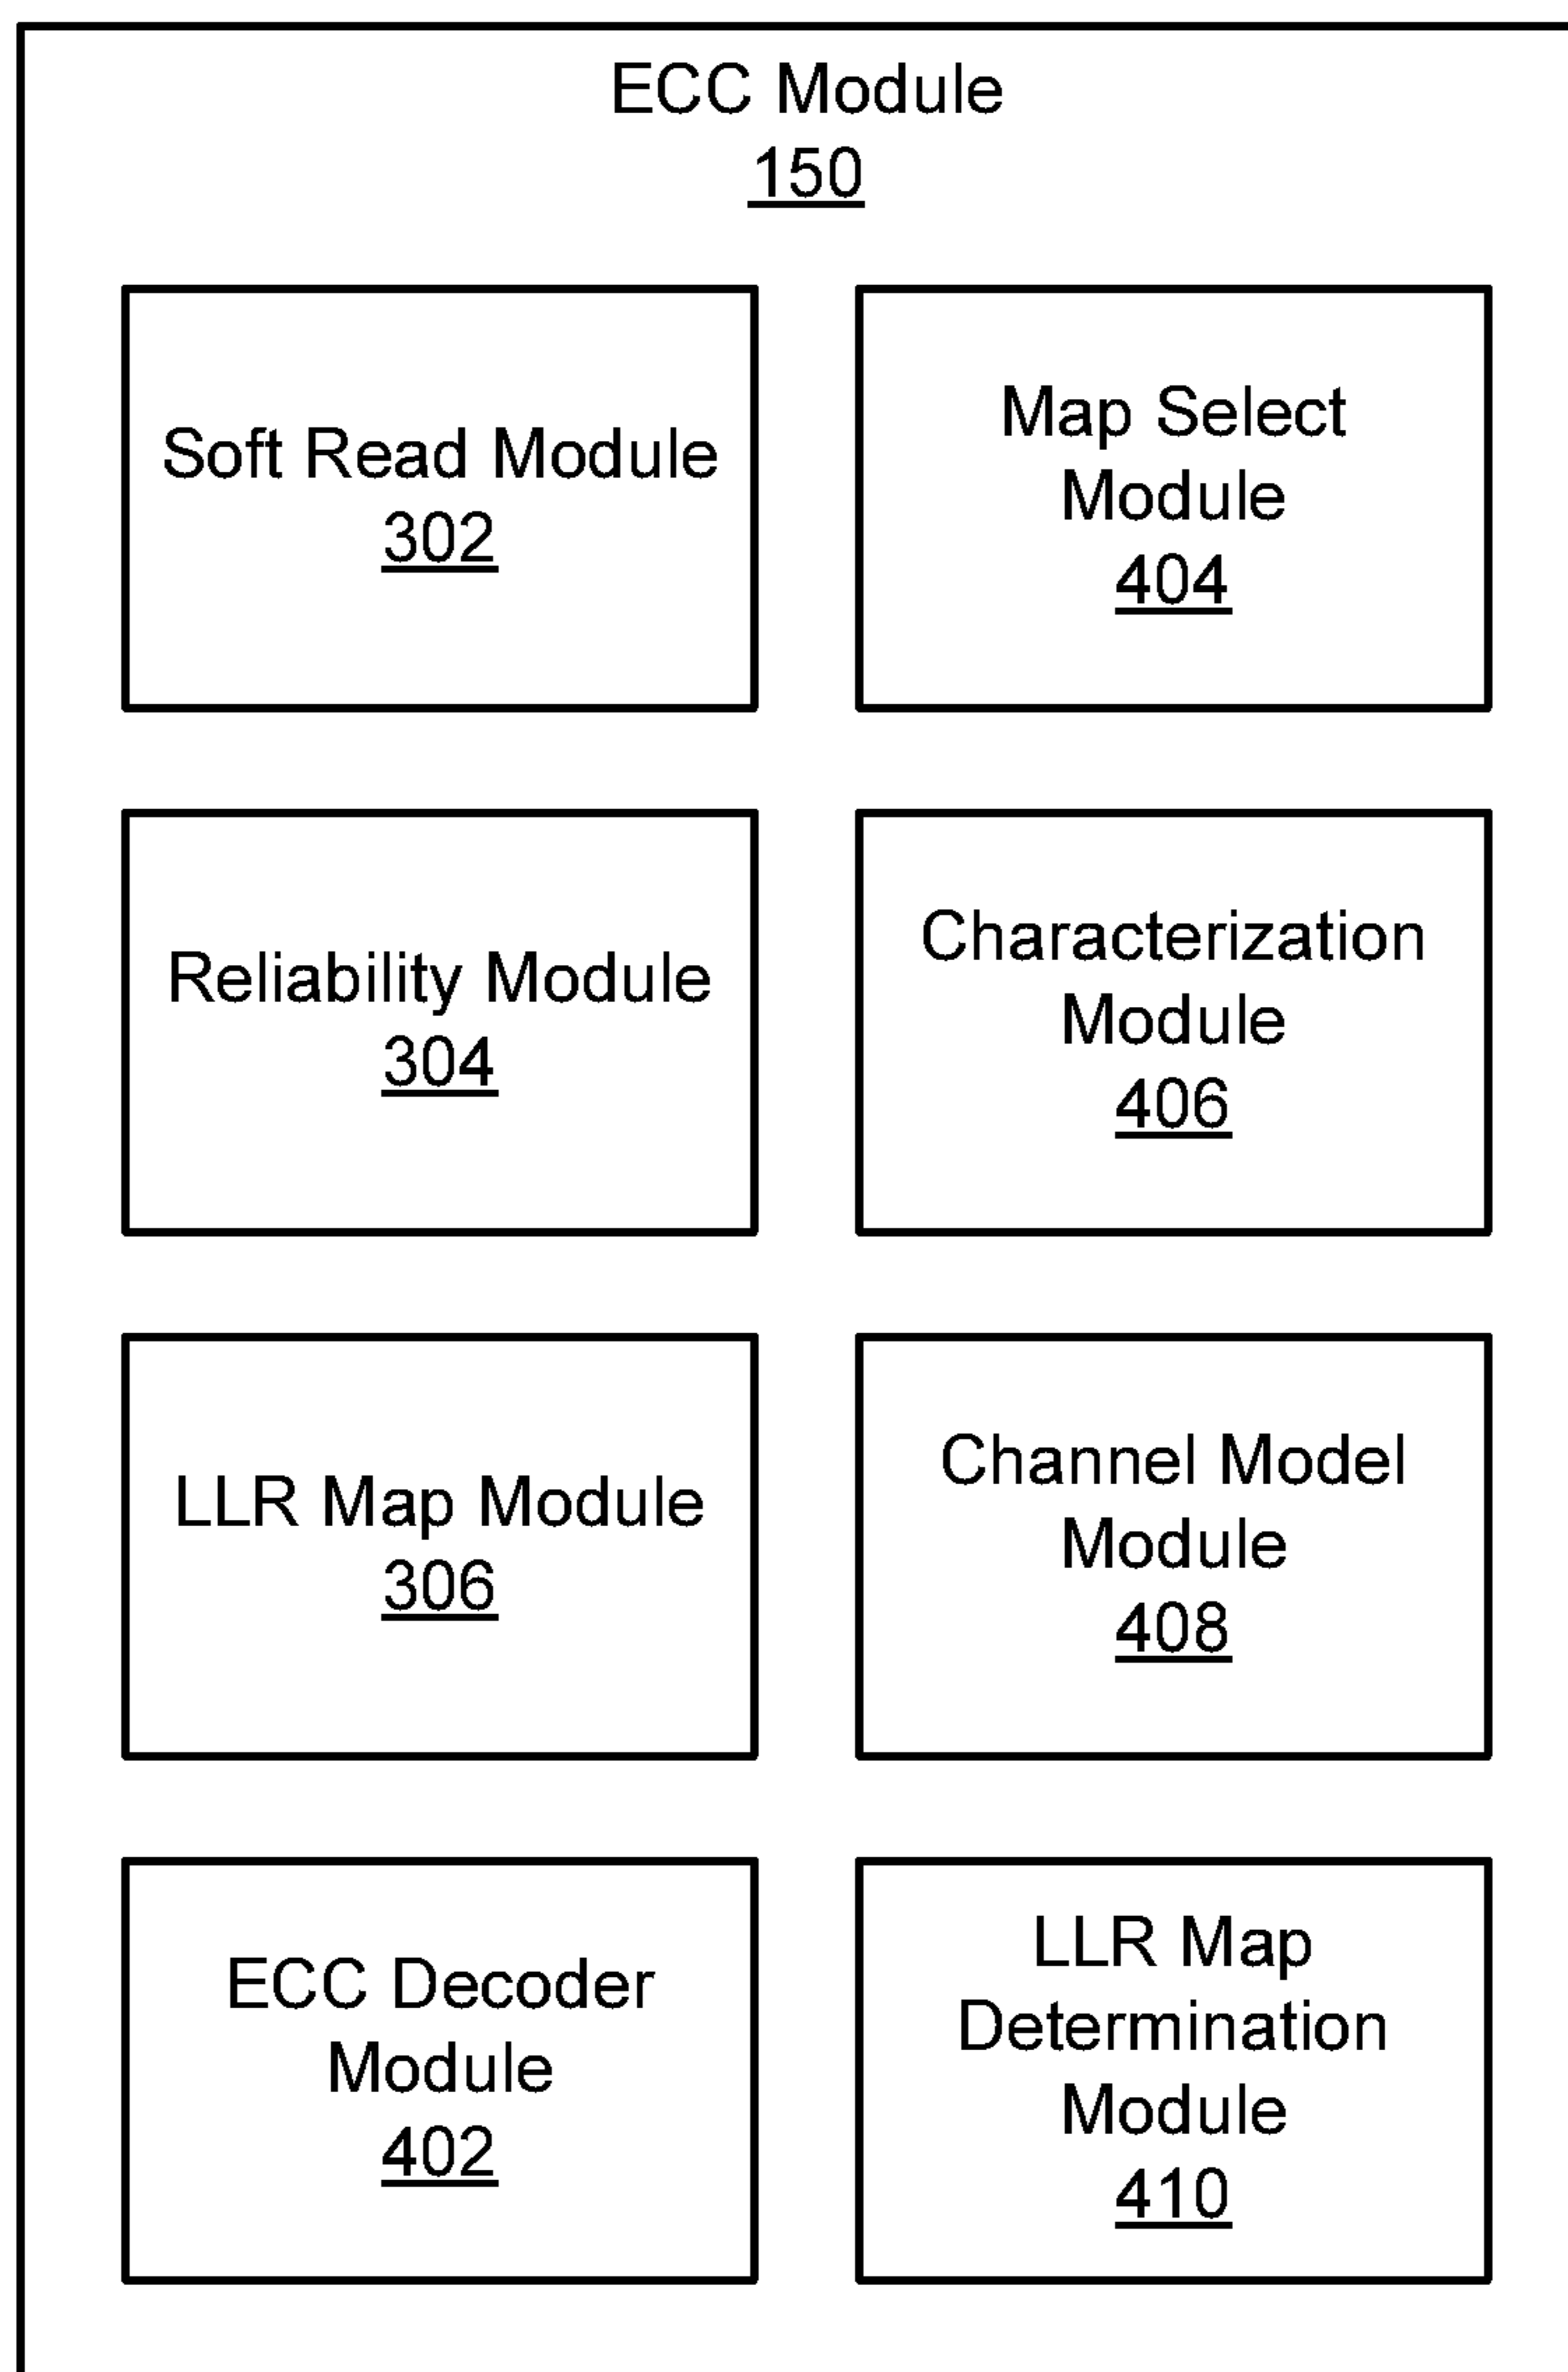 ECC Module
150
Soft Read Module
302
Map Select
Module
404
Reliability Module
304
Characterization
Module
406
LLR Map Module
306
Channel Model
Module
408
ECC Decoder
Module
402
LLR Map
Determination
Module
410